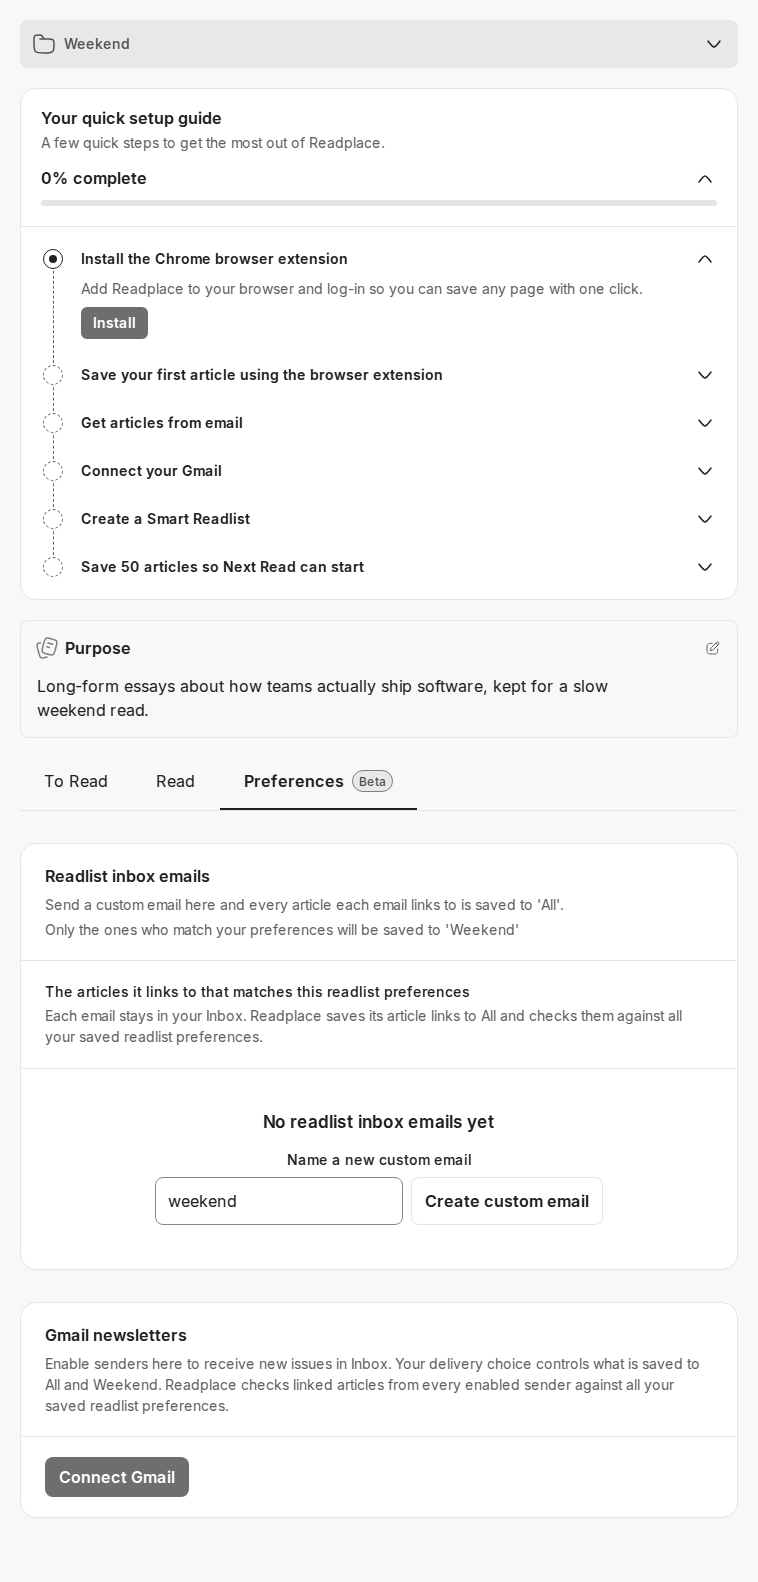 Weekend
Your quick setup guide
A few quick steps to get the most out of Readplace.
0% complete
Install the Chrome browser extension
Add Readplace to your browser and log-in so you can save any page with one click.
Install
Save your first article using the browser extension
Get articles from email
Connect your Gmail
Create a Smart Readlist
Save 50 articles so Next Read can start
Purpose
Long-form essays about how teams actually ship software, kept for a slow
weekend read.
To Read Read Preferences Beta
Readlist inbox emails
Send a custom email here and every article each email links to is saved to 'All'.
Only the ones who match your preferences will be saved to 'Weekend'
The articles it links to that matches this readlist preferences
Each email stays in your Inbox. Readplace saves its article links to All and checks them against all
your saved readlist preferences.
No readlist inbox emails yet
Name a new custom email
weekend Create custom email
Gmail newsletters
Enable senders here to receive new issues in Inbox. Your delivery choice controls what is saved to
All and Weekend. Readplace checks linked articles from every enabled sender against all your
saved readlist preferences.
Connect Gmail